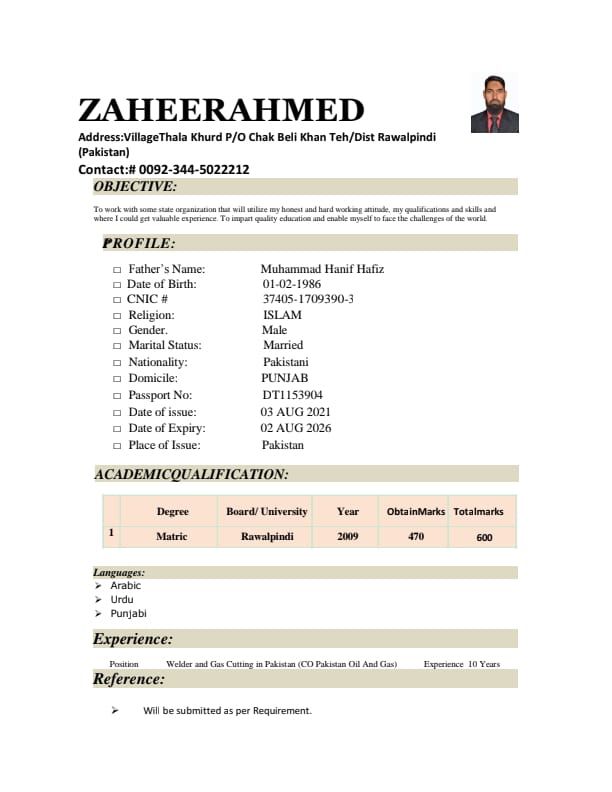 ZAHEERAHMED
Address:VillageThala Khurd P/O Chak Beli Khan Teh/Dist Rawalpindi
(Pakistan)
Contact:# 0092-344-5022212
OBJECTIVE:
To work with some state organization that will utilize my honest and hard working attitude, my qualifications and skills and
where I could get valuable experience. To impart quality education and enable myself to face the challenges of the world.
PROFILE:
□ Father's Name: Muhammad Hanif Hafiz
□ Date of Birth: 01-02-1986
□ CNIC # 37405-1709390-3
□ Religion: ISLAM
□ Gender. Male
□ Marital Status: Married
□ Nationality: Pakistani
□ Domicile: PUNJAB
□ Passport No: DT1153904
□ Date of issue: 03 AUG 2021
□ Date of Expiry: 02 AUG 2026
□ Place of Issue: Pakistan
ACADEMICQUALIFICATION:
Degree Board/ University Year ObtainMarks Totalmarks
1 Matric Rawalpindi 2009 470 600
Languages:
➢ Arabic
➢ Urdu
➢ Punjabi
Experience:
Position Welder and Gas Cutting in Pakistan (CO Pakistan Oil And Gas) Experience 10 Years
Reference:
➢ Will be submitted as per Requirement.